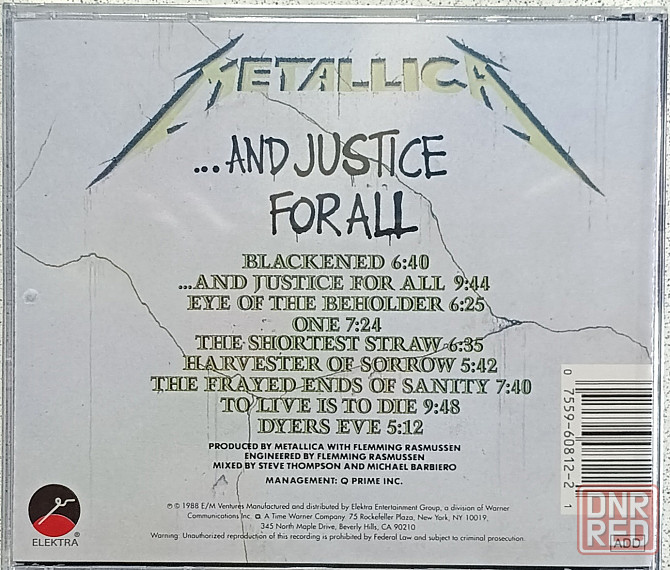 METALLICA
...AND JUSTICE
FOR ALL
BLACKENED 6:40
...AND JUSTICE FOR ALL 9:44
EYE OF THE BEHOLDER 6:25
ONE 7:24
THE SHORTEST STRAW 6:35
HARVESTER OF SORROW 5:42
THE FRAYED ENDS OF SANITY 7:40
TO LIVE IS TO DIE 9:48
DYERS EVE 5:12
PRODUCED BY METALLICA WITH FLEMMING RASMUSSEN
ENGINEERED BY FLEMMING RASMUSSEN
MIXED BY STEVE THOMPSON AND MICHAEL BARBIERO
MANAGEMENT: Q PRIME INC.
℗ © 1988 E/M Ventures Manufactured and distributed by Elektra Entertainment Group, a division of Warner
Communications Inc. A Time Warner Company 75 Rockefeller Plaza, New York, NY 10019,
345 North Maple Drive, Beverly Hills, CA 90210
Warning: Unauthorized reproduction of this recording is prohibited by Federal Law and subject to criminal prosecution.
ELEKTRA®
0 7559-60812-2 1
DNR
RED
ADD